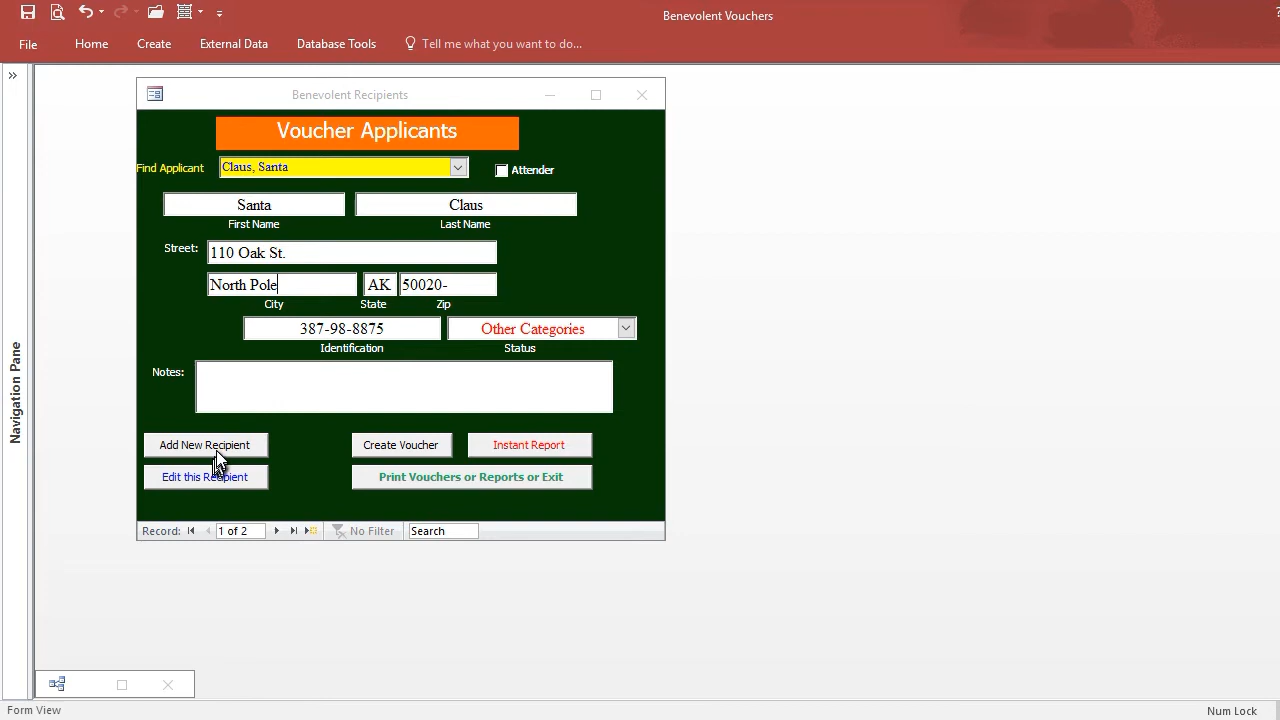 Benevolent Vouchers
File Home Create External Data Database Tools Tell me what you want to do...
Benevolent Recipients
Voucher Applicants
Find Applicant Claus, Santa Attender
Santa Claus
First Name Last Name
Street: 110 Oak St.
North Pole AK 50020-
City State Zip
387-98-8875 Other Categories
Identification Status
Notes:
Add New Recipient Create Voucher Instant Report
Edit this Recipient Print Vouchers or Reports or Exit
Record: 1 of 2 No Filter Search
Navigation Pane
Form View Num Lock